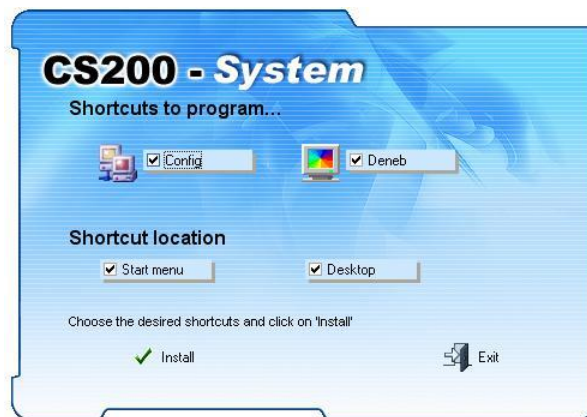 CS200 - System
Shortcuts to program...
Config
Deneb
Shortcut location
Start menu
Desktop
Choose the desired shortcuts and click on 'Install'
Install
Exit